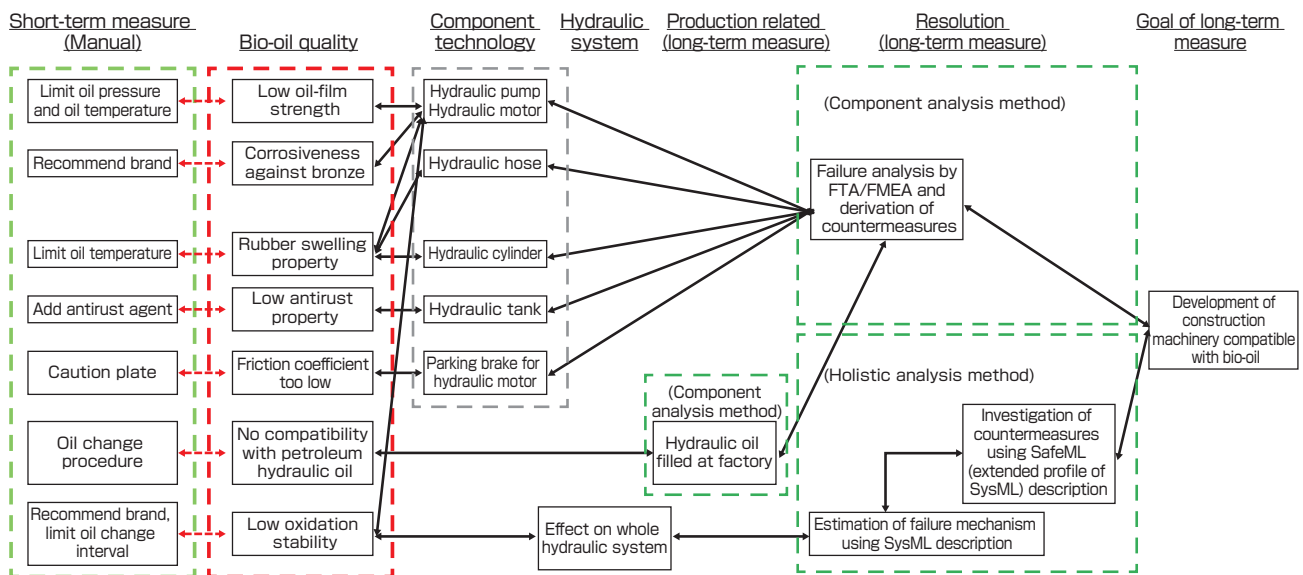 Short-term measure
(Manual)
Bio-oil quality
Component
technology
Hydraulic
system
Production related
(long-term measure)
Resolution
(long-term measure)
Goal of long-term
measure
Limit oil pressure
and oil temperature
Recommend brand
Limit oil temperature
Add antirust agent
Caution plate
Oil change
procedure
Recommend brand,
limit oil change
interval
Low oil-film
strength
Corrosiveness
against bronze
Rubber swelling
property
Low antirust
property
Friction coefficient
too low
No compatibility
with petroleum
hydraulic oil
Low oxidation
stability
Hydraulic pump
Hydraulic motor
Hydraulic hose
Hydraulic cylinder
Hydraulic tank
Parking brake for
hydraulic motor
Effect on whole
hydraulic system
(Component
analysis method)
Hydraulic oil
filled at factory
(Component analysis method)
Failure analysis by
FTA/FMEA and
derivation of
countermeasures
(Holistic analysis method)
Investigation of
countermeasures
using SafeML
(extended profile of
SysML) description
Estimation of failure mechanism
using SysML description
Development of
construction
machinery compatible
with bio-oil